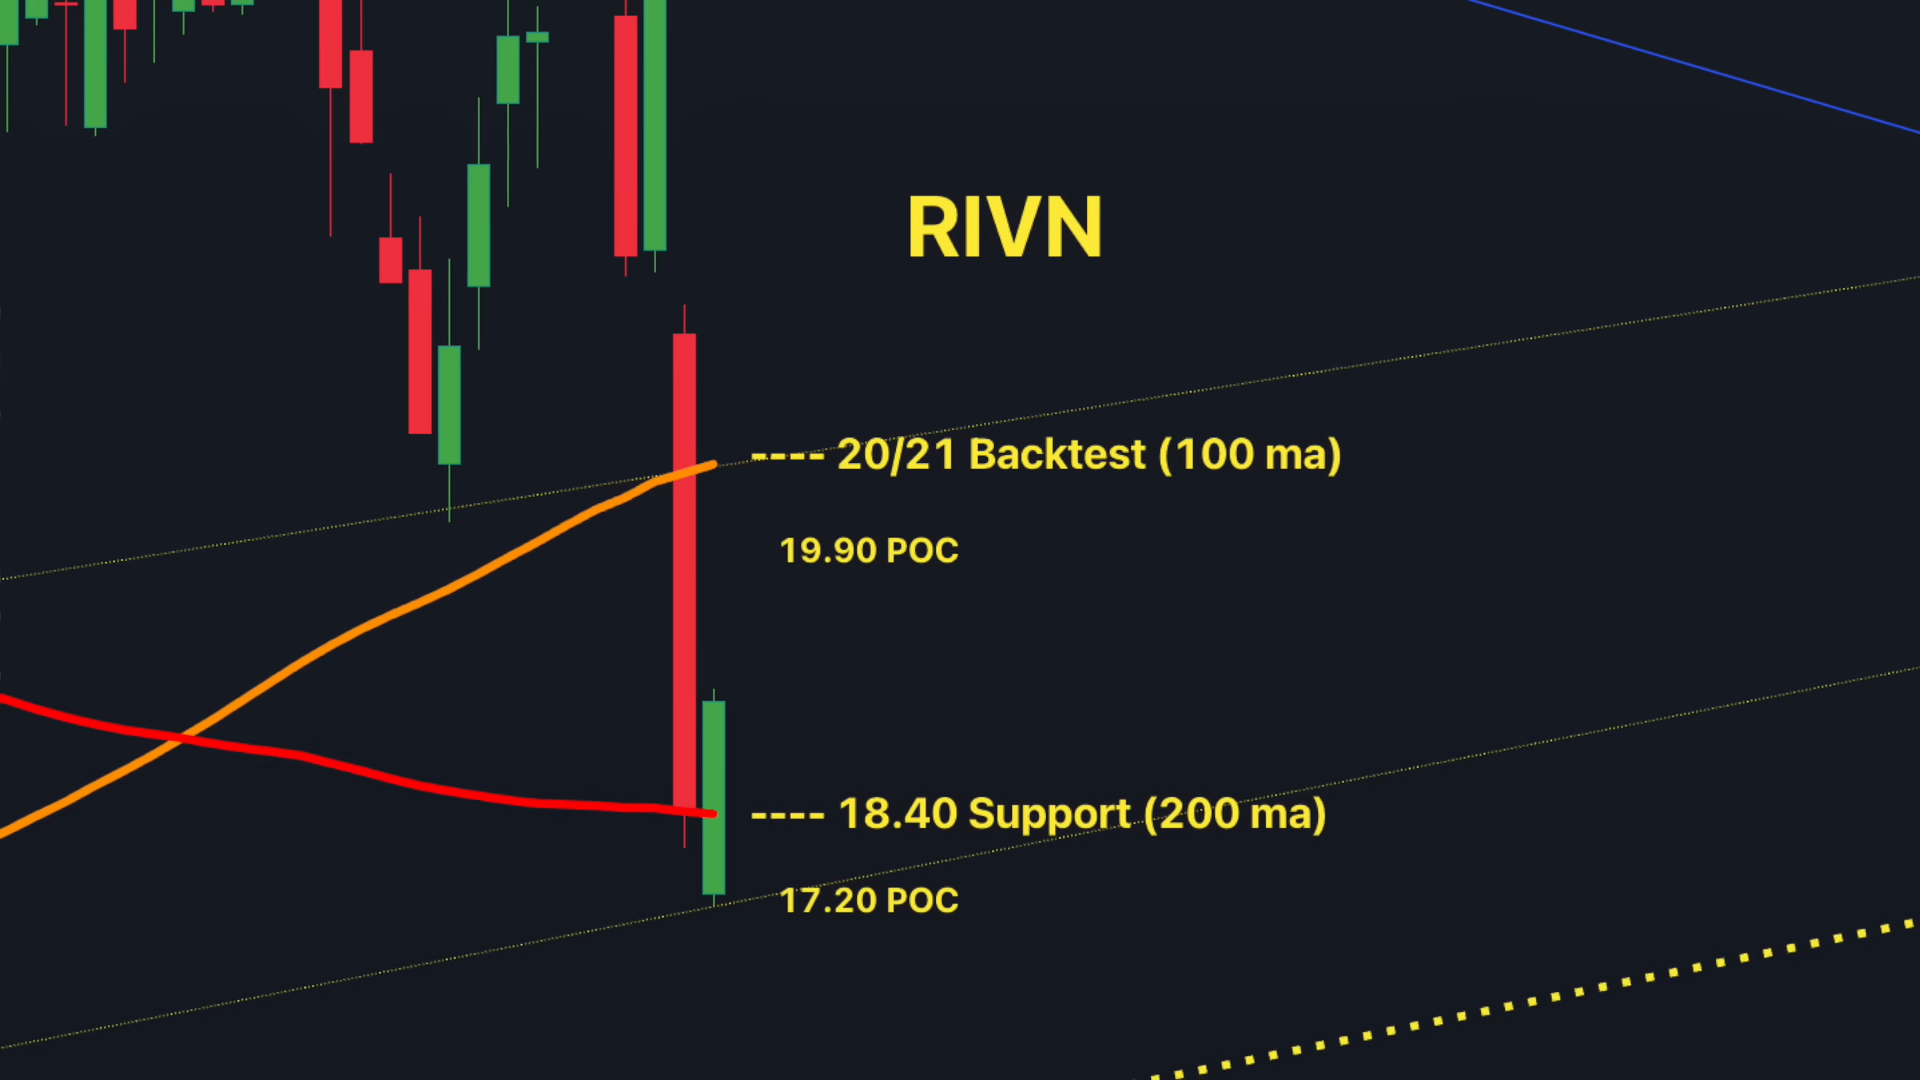 RIVN
---- 20/21 Backtest (100 ma)
19.90 POC
---- 18.40 Support (200 ma)
17.20 POC